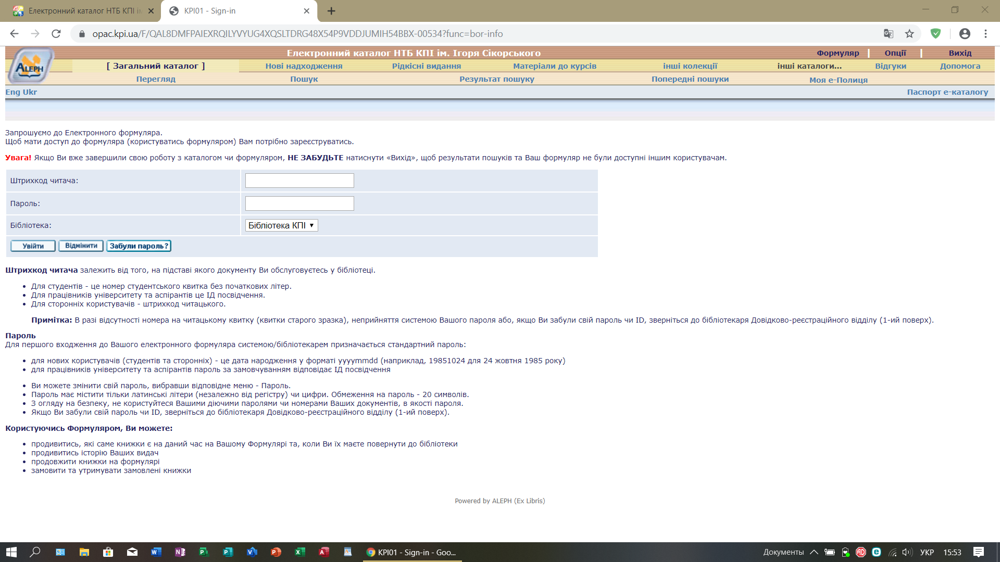 Електронний каталог НТБ КПІ ім
KPI01 - Sign-in
opac.kpi.ua/F/QAL8DMFPAIEXRQILYVYUG4XQSLTDRG48X54P9VDDJUMIH54BBX-00534?func=bor-info
ALEPH
Електронний каталог НТБ КПІ ім. Ігоря Сікорського
Формуляр | Опції | Вихід
[ Загальний каталог ] Нові надходження Рідкісні видання Матеріали до курсів інші колекції інші каталоги... Відгуки Допомога
Перегляд Пошук Результат пошуку Попередні пошуки Моя е-Полиця
Eng Ukr Паспорт е-каталогу
Запрошуємо до Електронного формуляра.
Щоб мати доступ до формуляра (користуватись формуляром) Вам потрібно зареєструватись.
Увага! Якщо Ви вже завершили свою роботу з каталогом чи формуляром, НЕ ЗАБУДЬТЕ натиснути «Вихід», щоб результати пошуків та Ваш формуляр не були доступні іншим користувачам.
Штрихкод читача:
Пароль:
Бібліотека: Бібліотека КПІ
Увійти Відмінити Забули пароль?
Штрихкод читача залежить від того, на підставі якого документу Ви обслуговуєтесь у бібліотеці.
• Для студентів - це номер студентського квитка без початкових літер.
• Для працівників університету та аспірантів це ІД посвідчення.
• Для сторонніх користувачів - штрихкод читацького.
Примітка: В разі відсутності номера на читацькому квитку (квитки старого зразка), неприйняття системою Вашого пароля або, якщо Ви забули свій пароль чи ID, зверніться до бібліотекаря Довідково-реєстраційного відділу (1-ий поверх).
Пароль
Для першого входження до Вашого електронного формуляра системою/бібліотекарем призначається стандартний пароль:
• для нових користувачів (студентів та сторонніх) - це дата народження у форматі yyyymmdd (наприклад, 19851024 для 24 жовтня 1985 року)
• для працівників університету та аспірантів пароль за замовчуванням відповідає ІД посвідчення
• Ви можете змінити свій пароль, вибравши відповідне меню - Пароль.
• Пароль має містити тільки латинські літери (незалежно від регістру) чи цифри. Обмеження на пароль - 20 символів.
• З огляду на безпеку, не користуйтеся Вашими діючими паролями чи номерами Ваших документів, в якості пароля.
• Якщо Ви забули свій пароль чи ID, зверніться до бібліотекаря Довідково-реєстраційного відділу (1-ий поверх).
Користуючись Формуляром, Ви можете:
• продивитись, які саме книжки є на даний час на Вашому Формулярі та, коли Ви їх маєте повернути до бібліотеки
• продивитись історію Ваших видач
• продовжити книжки на формулярі
• замовити та утримувати замовлені книжки
Powered by ALEPH (Ex Libris)
KPI01 - Sign-in - Goo...
Документы
УКР 15:53